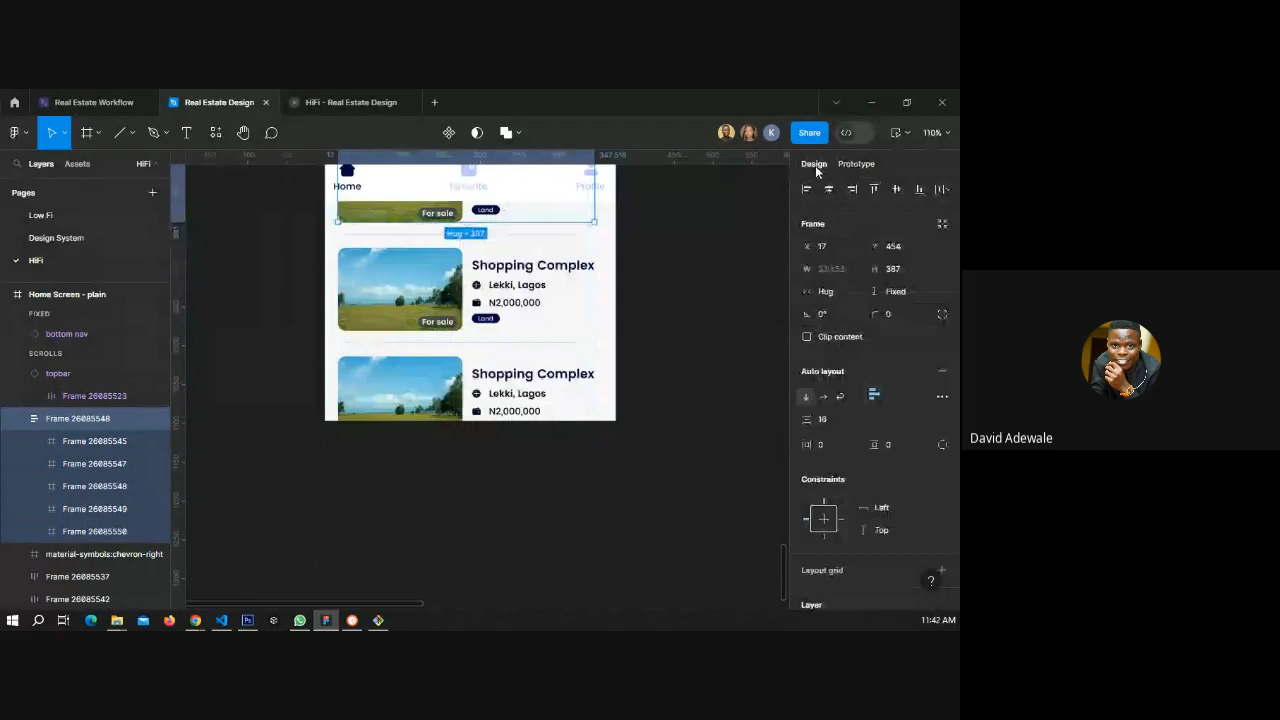 Real Estate Workflow
Real Estate Design
HiFi - Real Estate Design
Share
110%
Layers
Assets
HiFi
Pages
Low Fi
Design System
HiFi
Home Screen - plain
FIXED
bottom nav
SCROLLS
topbar
Frame 26085523
Frame 26085548
Frame 26085545
Frame 26085547
Frame 26085548
Frame 26085549
Frame 26085550
material-symbols:chevron-right
Frame 26085537
Frame 26085542
Home
Favorite
Profile
For sale
Land
Shopping Complex
Lekki, Lagos
N2,000,000
For sale
Land
Shopping Complex
Lekki, Lagos
N2,000,000
Design
Prototype
Frame
X 17
Y 454
W
H 387
Hug
Fixed
0°
0
Clip content
Auto layout
16
0
0
Constraints
Left
Top
Layout grid
Layer
K
?
11:42 AM
David Adewale